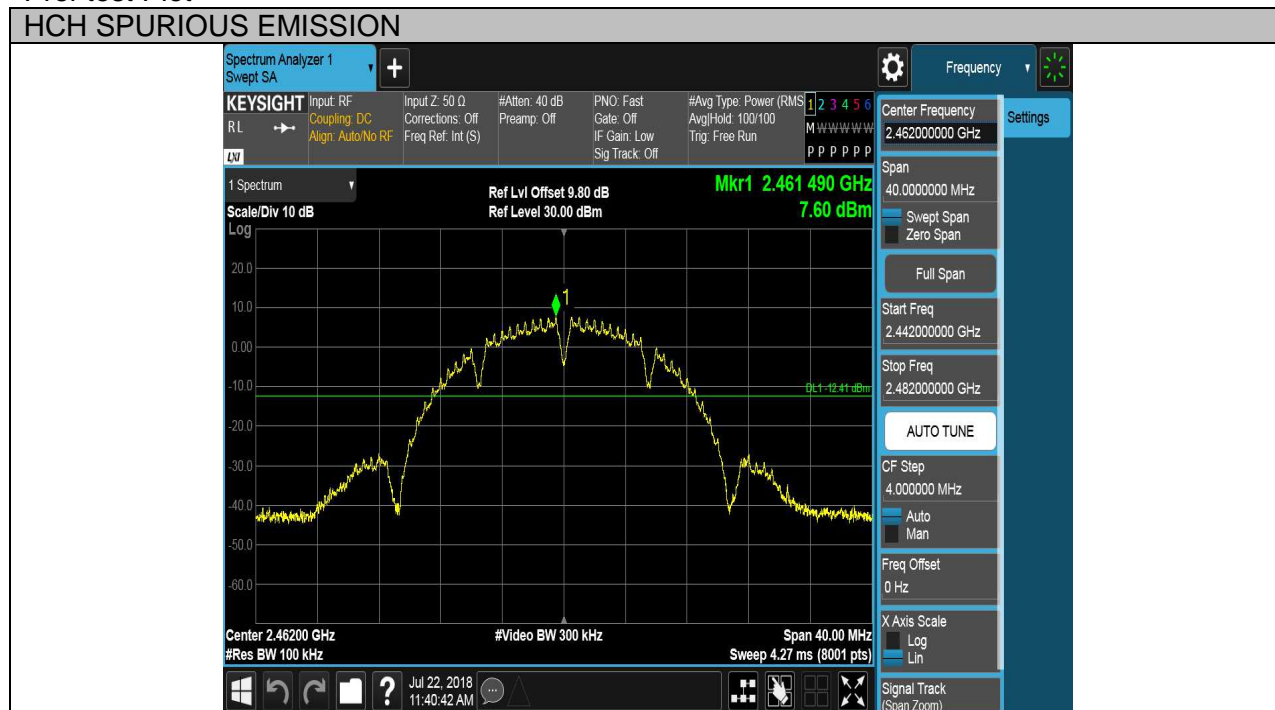 HCH SPURIOUS EMISSION
Spectrum Analyzer 1
Swept SA
+
Frequency
KEYSIGHT
RL
LXI
Input: RF
Coupling: DC
Align: Auto/No RF
Input Z: 50 Ω
Corrections: Off
Freq Ref: Int (S)
#Atten: 40 dB
Preamp: Off
PNO: Fast
Gate: Off
IF Gain: Low
Sig Track: Off
#Avg Type: Power (RMS
Avg|Hold: 100/100
Trig: Free Run
1 2 3 4 5 6
M W W W W W
P P P P P P
1 Spectrum
Scale/Div 10 dB
Ref Lvl Offset 9.80 dB
Ref Level 30.00 dBm
Mkr1 2.461 490 GHz
7.60 dBm
Log
20.0
10.0
0.00
-10.0
-20.0
-30.0
-40.0
-50.0
-60.0
1
DL1 -12.41 dBm
Center 2.46200 GHz
#Res BW 100 kHz
#Video BW 300 kHz
Span 40.00 MHz
Sweep 4.27 ms (8001 pts)
Center Frequency
2.462000000 GHz
Settings
Span
40.0000000 MHz
Swept Span
Zero Span
Full Span
Start Freq
2.442000000 GHz
Stop Freq
2.482000000 GHz
AUTO TUNE
CF Step
4.000000 MHz
Auto
Man
Freq Offset
0 Hz
X Axis Scale
Log
Lin
Signal Track
(Span Zoom)
?
Jul 22, 2018
11:40:42 AM